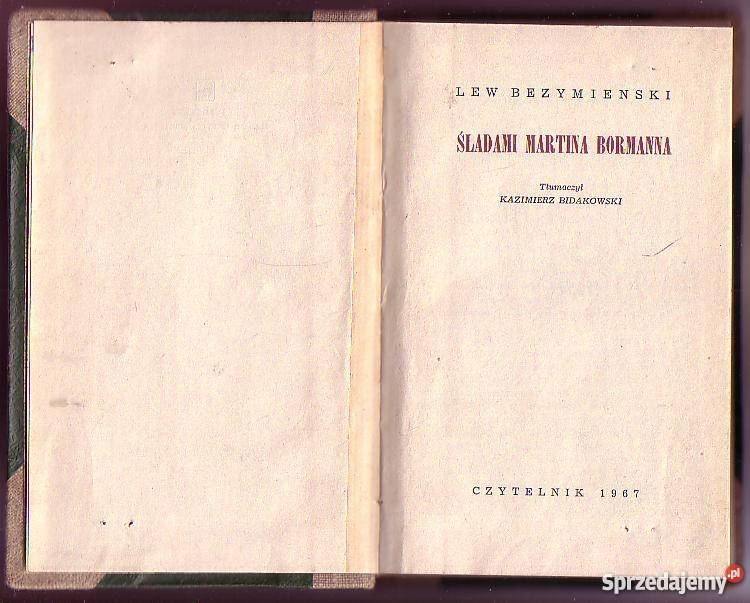 LEW BEZYMIENSKI
ŚLADAMI MARTINA BORMANNA
Tłumaczył
KAZIMIERZ BIDAKOWSKI
CZYTELNIK 1967
Sprzedajemy.pl